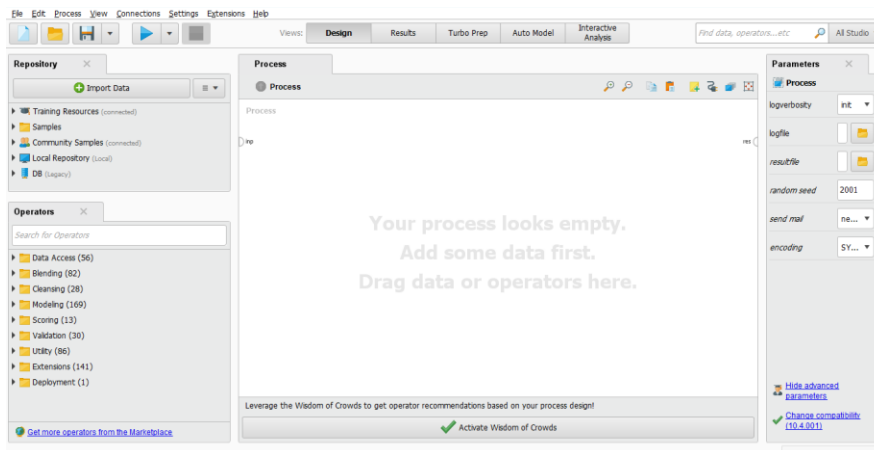 File Edit Process View Connections Settings Extensions Help
Views: Design Results Turbo Prep Auto Model Interactive Analysis Find data, operators...etc All Studio
Repository
Import Data
Training Resources (connected)
Samples
Community Samples (connected)
Local Repository (Local)
DB (Legacy)
Operators
Search for Operators
Data Access (56)
Blending (82)
Cleansing (28)
Modeling (169)
Scoring (13)
Validation (30)
Utility (86)
Extensions (141)
Deployment (1)
Get more operators from the Marketplace
Process
Process
Process
inp res
Your process looks empty.
Add some data first.
Drag data or operators here.
Leverage the Wisdom of Crowds to get operator recommendations based on your process design!
Activate Wisdom of Crowds
Parameters
Process
logverbosity init
logfile
resultfile
random seed 2001
send mail ne...
encoding SY...
Hide advanced
parameters
Change compatibility
(10.4.001)